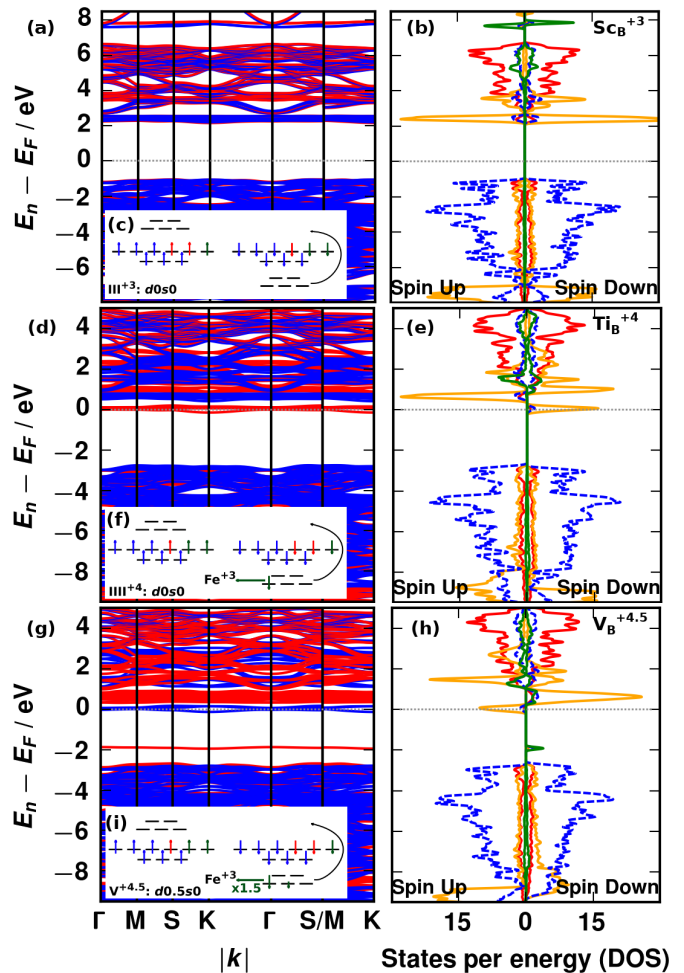 (a)
8
6
4
2
0
−2
−4
−6
E_n − E_F / eV
(c)
III⁺³: d0s0
(b)
Sc_B⁺³
Spin Up
Spin Down
15
0
15
(d)
4
2
0
−2
−4
−6
−8
E_n − E_F / eV
(f)
Fe⁺³
IIII⁺⁴: d0s0
(e)
Ti_B⁺⁴
Spin Up
Spin Down
(g)
4
2
0
−2
−4
−6
−8
E_n − E_F / eV
(i)
Fe⁺³
x1.5
V⁺⁴·⁵: d0.5s0
(h)
V_B⁺⁴·⁵
Spin Up
Spin Down
Γ M S K Γ S/M K
|k|
15 0 15
States per energy (DOS)